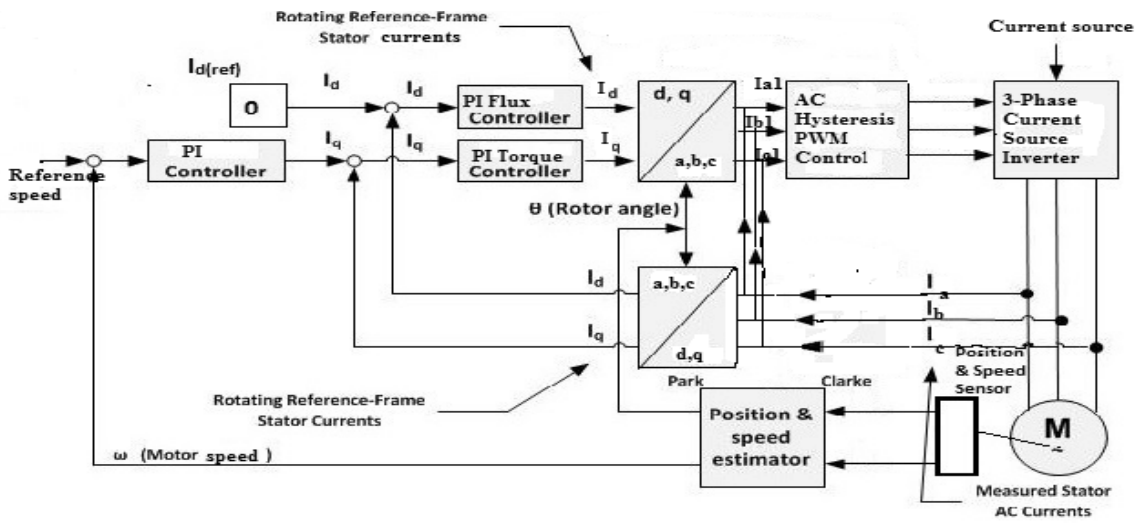 Rotating Reference-Frame
Stator currents
Current source
Id(ref)
Id
Id
Id
0
PI Flux
Controller
d, q
a,b,c
Ia1
Ib1
Iq1
AC
Hysteresis
PWM
Control
3-Phase
Current
Source
Inverter
Reference
speed
PI
Controller
Iq
Iq
PI Torque
Controller
Iq
θ (Rotor angle)
Id
a,b,c
d,q
Ia
Ib
Ic
Iq
Park
Clarke
Position
& Speed
Sensor
Rotating Reference-Frame
Stator Currents
Position &
speed
estimator
M
ω (Motor speed )
Measured Stator
AC Currents